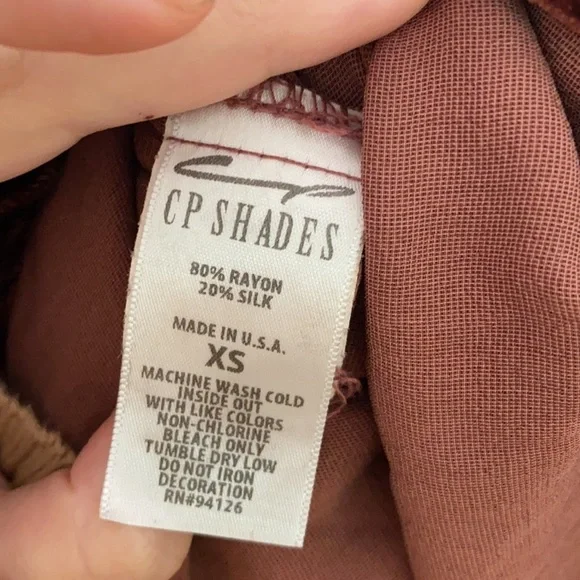 CP SHADES
80% RAYON
20% SILK
MADE IN U.S.A.
XS
MACHINE WASH COLD
INSIDE OUT
WITH LIKE COLORS
NON-CHLORINE
BLEACH ONLY
TUMBLE DRY LOW
DO NOT IRON
DECORATION
RN#94126